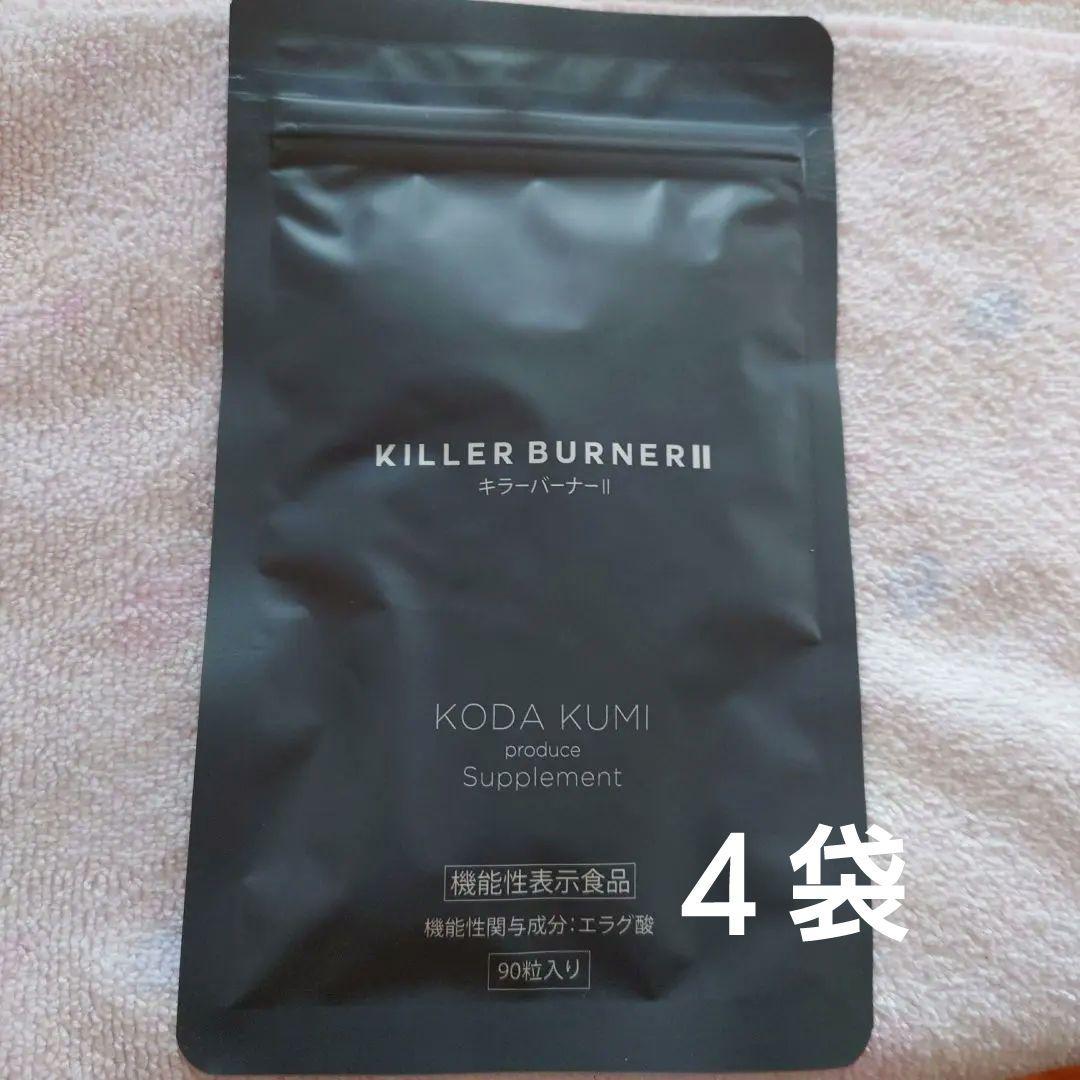 KILLER BURNERⅡ
キラーバーナーⅡ
KODA KUMI
produce
Supplement
機能性表示食品
機能性関与成分:エラグ酸
90粒入り
4袋